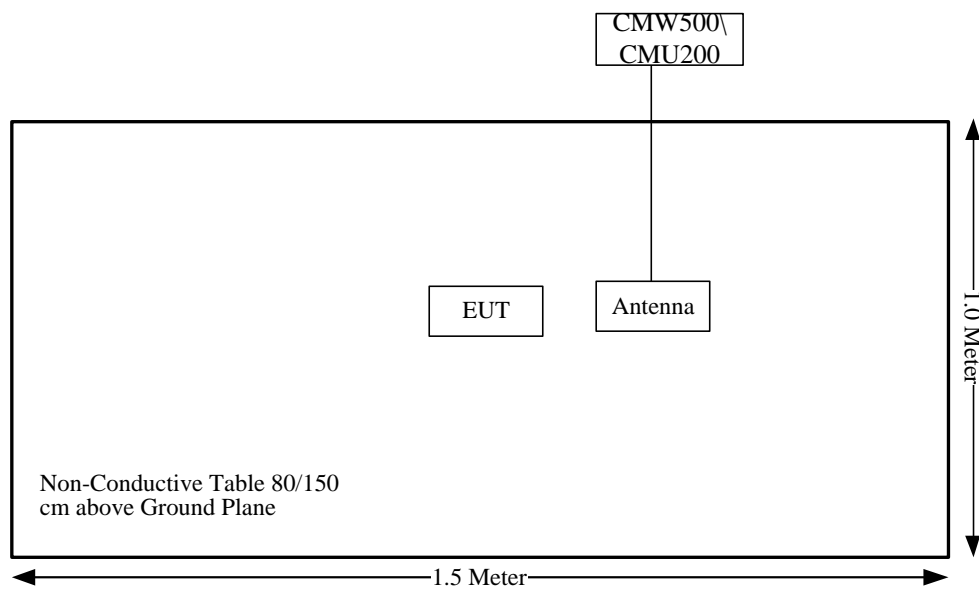 CMW500\
CMU200
EUT
Antenna
1.0 Meter
Non-Conductive Table 80/150
cm above Ground Plane
1.5 Meter